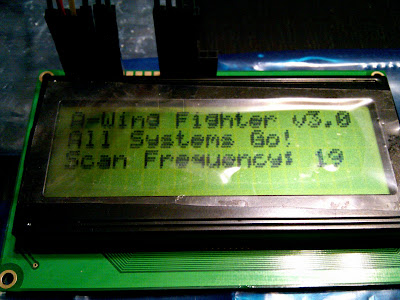 A-Wing Fighter v3.0
All Systems Go!
Scan Frequency: 19